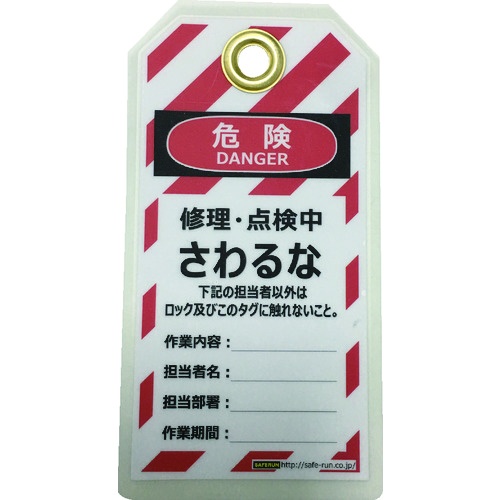 危険
DANGER
修理・点検中
さわるな
下記の担当者以外は
ロック及びこのタグに触れないこと。
作業内容：
担当者名：
担当部署：
作業期間：
SAFERUN http://safe-run.co.jp/